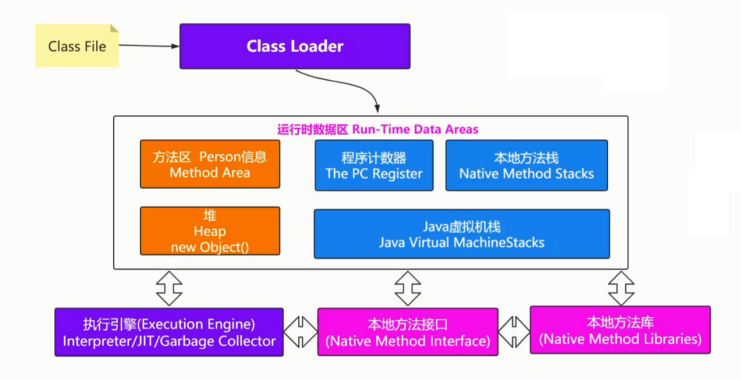 Class File
Class Loader
运行时数据区 Run-Time Data Areas
方法区 Person信息
Method Area
程序计数器
The PC Register
本地方法栈
Native Method Stacks
堆
Heap
new Object()
Java虚拟机栈
Java Virtual MachineStacks
执行引擎(Execution Engine)
Interpreter/JIT/Garbage Collector
本地方法接口
(Native Method Interface)
本地方法库
(Native Method Libraries)